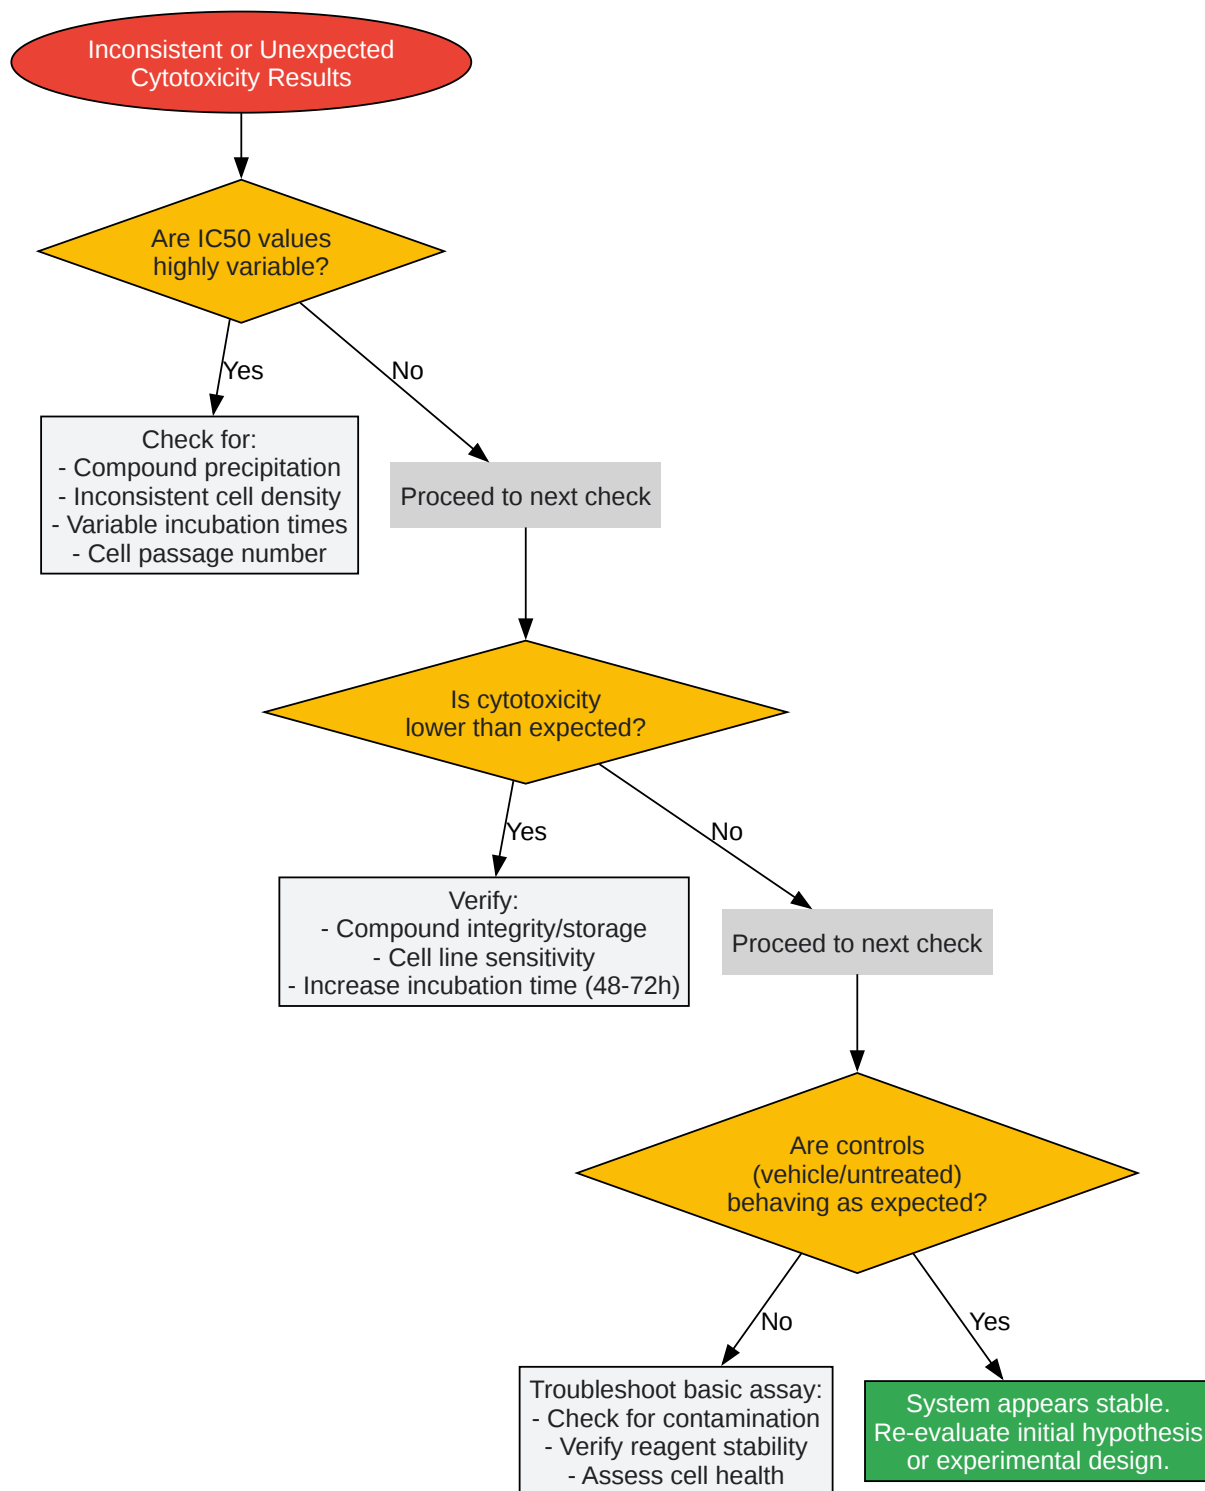 Inconsistent or Unexpected
Cytotoxicity Results
Are IC50 values
highly variable?
Yes
No
Check for:
- Compound precipitation
- Inconsistent cell density
- Variable incubation times
- Cell passage number
Proceed to next check
Is cytotoxicity
lower than expected?
Yes
No
Verify:
- Compound integrity/storage
- Cell line sensitivity
- Increase incubation time (48-72h)
Proceed to next check
Are controls
(vehicle/untreated)
behaving as expected?
No
Yes
Troubleshoot basic assay:
- Check for contamination
- Verify reagent stability
- Assess cell health
System appears stable.
Re-evaluate initial hypothesis
or experimental design.